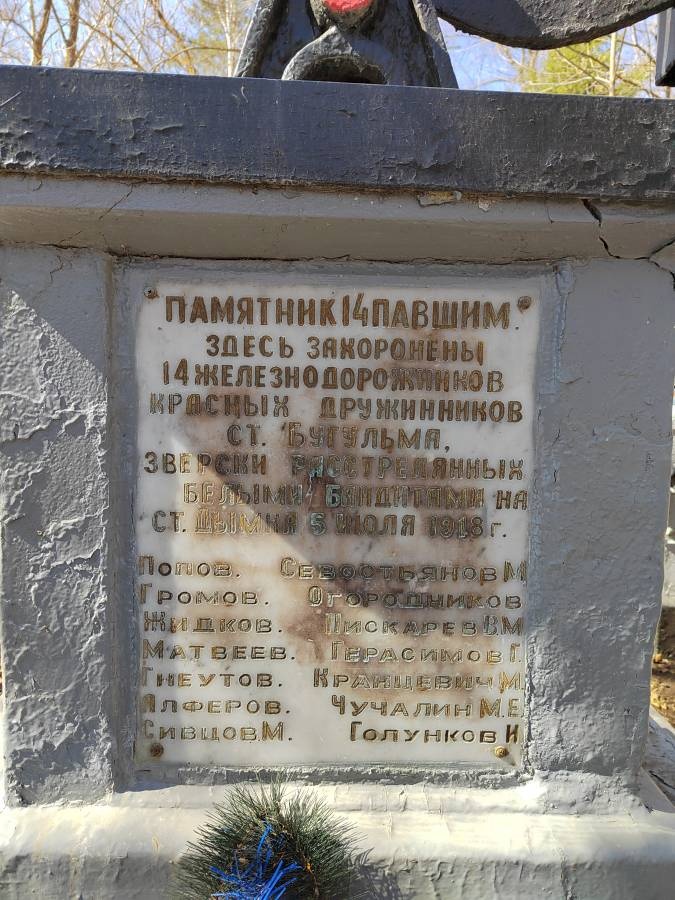 ПАМЯТНИК 14 ПАВШИМ.
ЗДЕСЬ ЗАХОРОНЕНЫ
14 ЖЕЛЕЗНОДОРОЖНИКОВ
КРАСНЫХ ДРУЖИННИКОВ
СТ. БУГУЛЬМА,
ЗВЕРСКИ РАССТРЕЛЯННЫХ
БЕЛЫМИ БАНДИТАМИ НА
СТ. ДЫМКА 5 ИЮЛЯ 1918 г.
ПОПОВ. СЕВОСТЬЯНОВ М
ГРОМОВ. ОГОРОДНИКОВ
ЖИДКОВ. ПИСКАРЕВ В.М
МАТВЕЕВ. ГЕРАСИМОВ Г.
ГНЕУТОВ. КРАНЦЕВИЧ М.
АЛФЕРОВ. ЧУЧАЛИН М.Е.
СИВЦОВ.М. ГОЛУНКОВ И